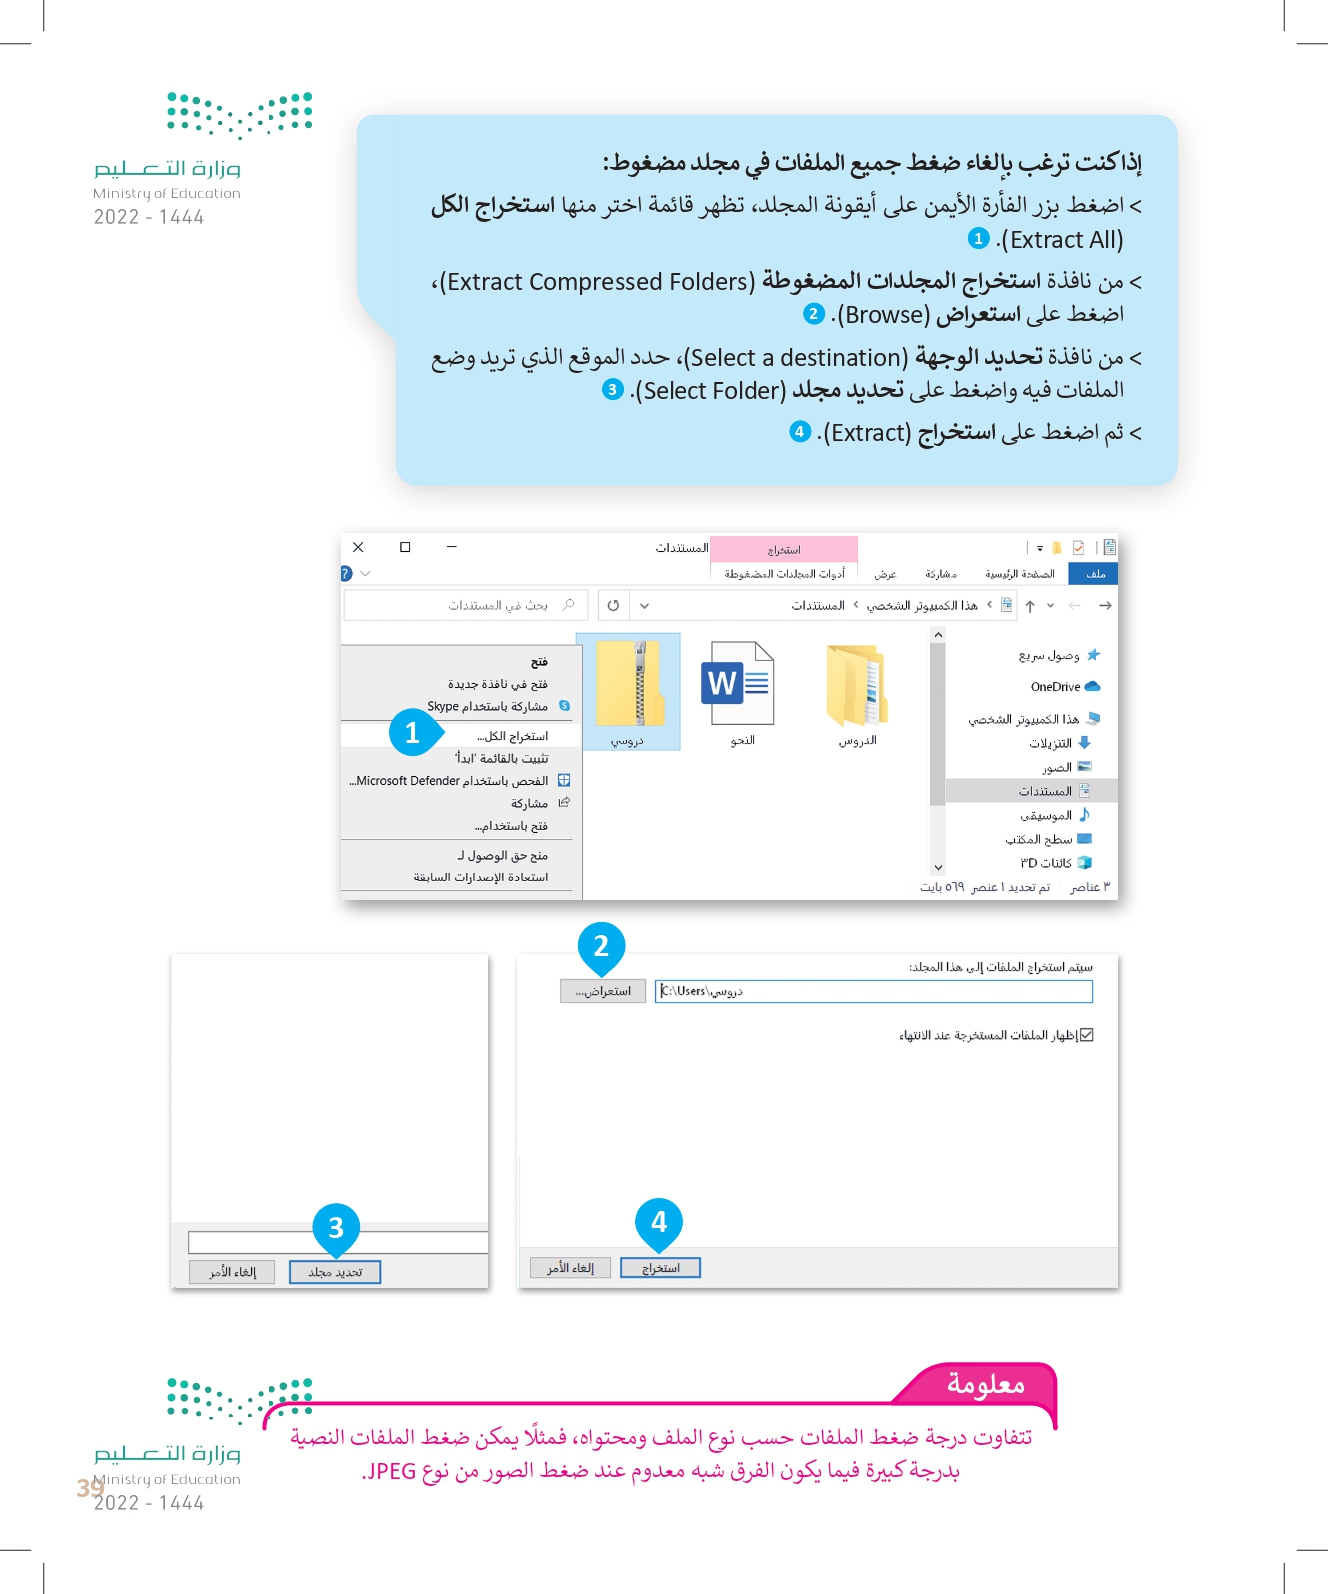 وزارة التعليم
Ministry of Education
2022 - 1444
إذا كنت ترغب بإلغاء ضغط جميع الملفات في مجلد مضغوط:
> اضغط بزر الفأرة الأيمن على أيقونة المجلد، تظهر قائمة اختر منها استخراج الكل
(Extract All). 1
> من نافذة استخراج المجلدات المضغوطة (Extract Compressed Folders)،
اضغط على استعراض (Browse). 2
> من نافذة تحديد الوجهة (Select a destination)، حدد الموقع الذي تريد وضع
الملفات فيه واضغط على تحديد مجلد (Select Folder). 3
> ثم اضغط على استخراج (Extract). 4
استخراج
المستندات
ملف
الصفحة الرئيسية
مشاركة
عرض
أدوات المجلدات المضغوطة
?
هذا الكمبيوتر الشخصي > المستندات
بحث في المستندات
وصول سريع
OneDrive
هذا الكمبيوتر الشخصي
التنزيلات
الصور
المستندات
الموسيقى
سطح المكتب
كائنات 3D
الدروس
النحو
W
دروسي
فتح
فتح في نافذة جديدة
مشاركة باستخدام Skype
1
استخراج الكل...
تثبيت بالقائمة 'ابدأ'
الفحص باستخدام Microsoft Defender...
مشاركة
فتح باستخدام...
منح حق الوصول لـ
استعادة الإصدارات السابقة
٣ عناصر
تم تحديد ١ عنصر ٥٦٩ بايت
2
سيتم استخراج الملفات إلى هذا المجلد:
C:\Users\دروسي
استعراض...
إظهار الملفات المستخرجة عند الانتهاء
4
استخراج
إلغاء الأمر
3
تحديد مجلد
إلغاء الأمر
معلومة
تتفاوت درجة ضغط الملفات حسب نوع الملف ومحتواه، فمثلًا يمكن ضغط الملفات النصية
بدرجة كبيرة فيما يكون الفرق شبه معدوم عند ضغط الصور من نوع JPEG.
وزارة التعليم
Ministry of Education
2022 - 1444
39